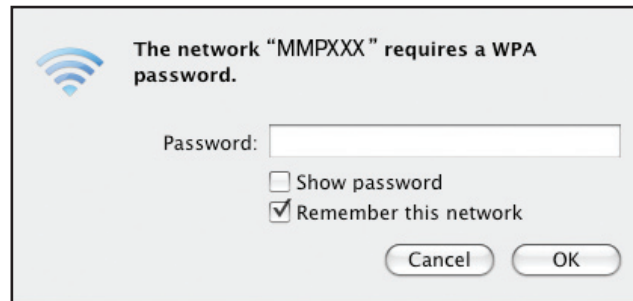 The network “MMPXXX” requires a WPA
password.
Password:
Show password
Remember this network
Cancel
OK